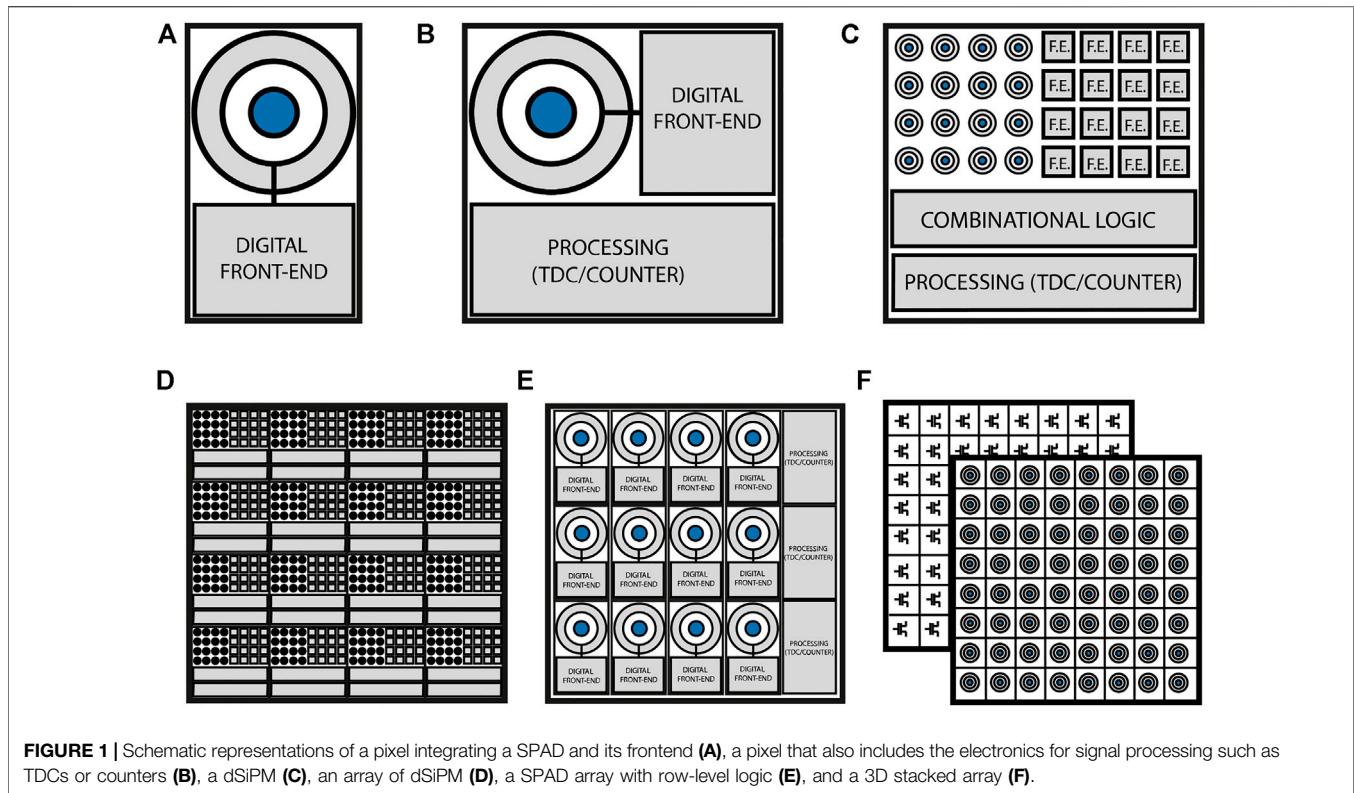 A
DIGITAL
FRONT-END
B
DIGITAL
FRONT-END
PROCESSING
(TDC/COUNTER)
C
F.E. F.E. F.E. F.E.
F.E. F.E. F.E. F.E.
F.E. F.E. F.E. F.E.
F.E. F.E. F.E. F.E.
COMBINATIONAL LOGIC
PROCESSING (TDC/COUNTER)
D
E
DIGITAL FRONT-END DIGITAL FRONT-END DIGITAL FRONT-END DIGITAL FRONT-END
PROCESSING
(TDC/COUNTER)
DIGITAL FRONT-END DIGITAL FRONT-END DIGITAL FRONT-END DIGITAL FRONT-END
PROCESSING
(TDC/COUNTER)
DIGITAL FRONT-END DIGITAL FRONT-END DIGITAL FRONT-END DIGITAL FRONT-END
PROCESSING
(TDC/COUNTER)
F
FIGURE 1 | Schematic representations of a pixel integrating a SPAD and its frontend (A), a pixel that also includes the electronics for signal processing such as
TDCs or counters (B), a dSiPM (C), an array of dSiPM (D), a SPAD array with row-level logic (E), and a 3D stacked array (F).